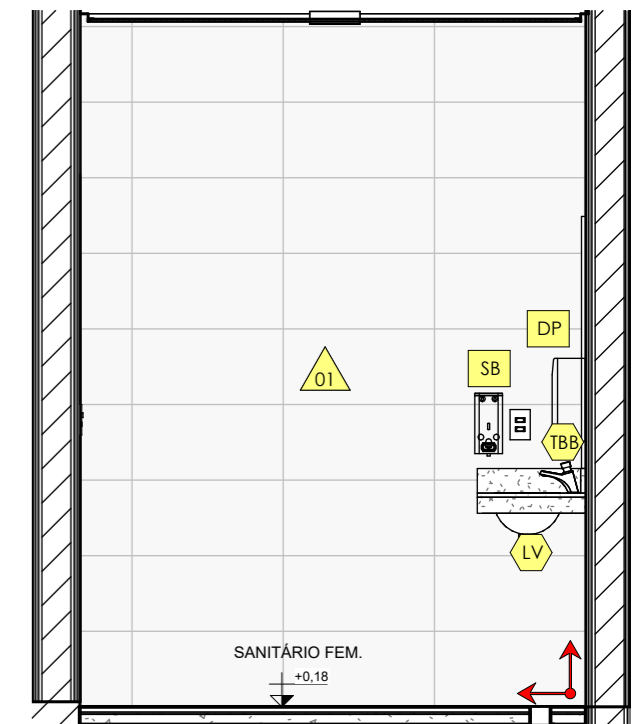 DP
SB
01
TBB
LV
SANITÁRIO FEM.
+0,18